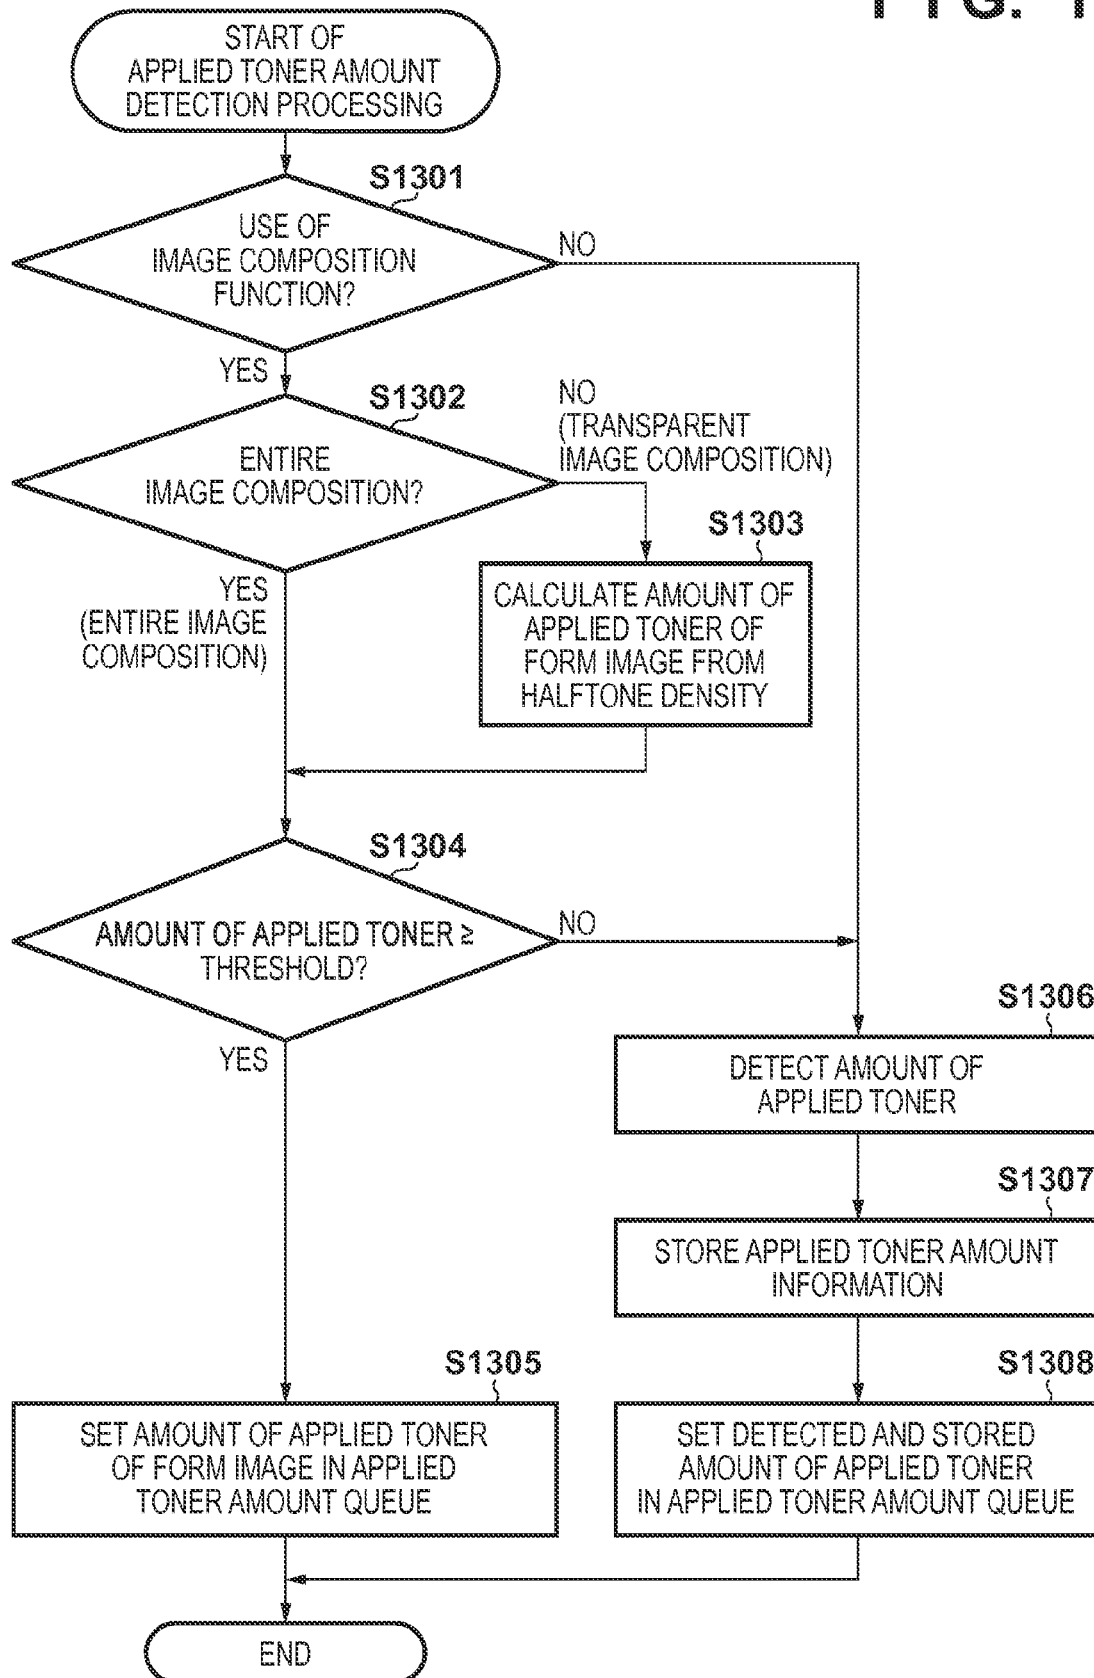 FIG. 1
START OF
APPLIED TONER AMOUNT
DETECTION PROCESSING
S1301
USE OF
IMAGE COMPOSITION
FUNCTION?
NO
YES
S1302
ENTIRE
IMAGE COMPOSITION?
NO
(TRANSPARENT
IMAGE COMPOSITION)
S1303
CALCULATE AMOUNT OF
APPLIED TONER OF
FORM IMAGE FROM
HALFTONE DENSITY
YES
(ENTIRE IMAGE
COMPOSITION)
S1304
AMOUNT OF APPLIED TONER ≧
THRESHOLD?
NO
YES
S1306
DETECT AMOUNT OF
APPLIED TONER
S1307
STORE APPLIED TONER AMOUNT
INFORMATION
S1305
SET AMOUNT OF APPLIED TONER
OF FORM IMAGE IN APPLIED
TONER AMOUNT QUEUE
S1308
SET DETECTED AND STORED
AMOUNT OF APPLIED TONER
IN APPLIED TONER AMOUNT QUEUE
END